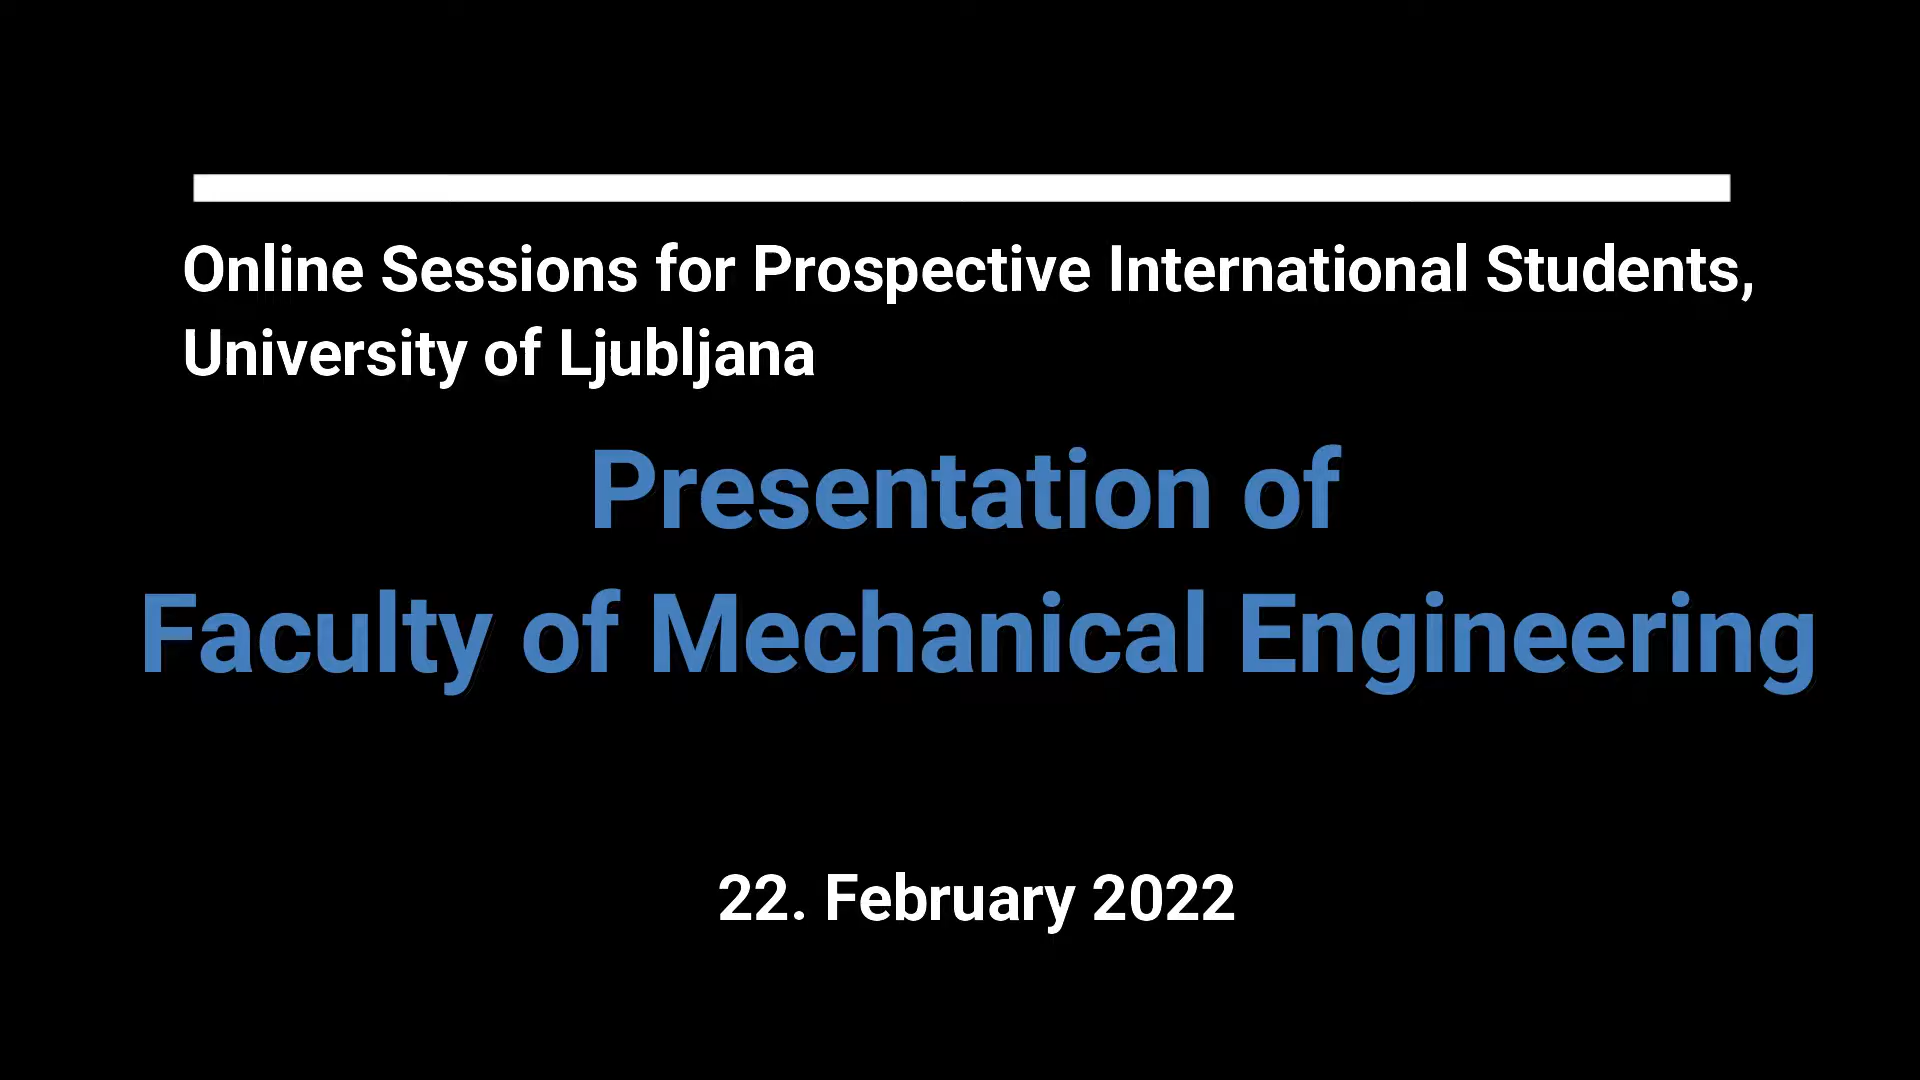 Online Sessions for Prospective International Students,
University of Ljubljana
Presentation of
Faculty of Mechanical Engineering
22. February 2022